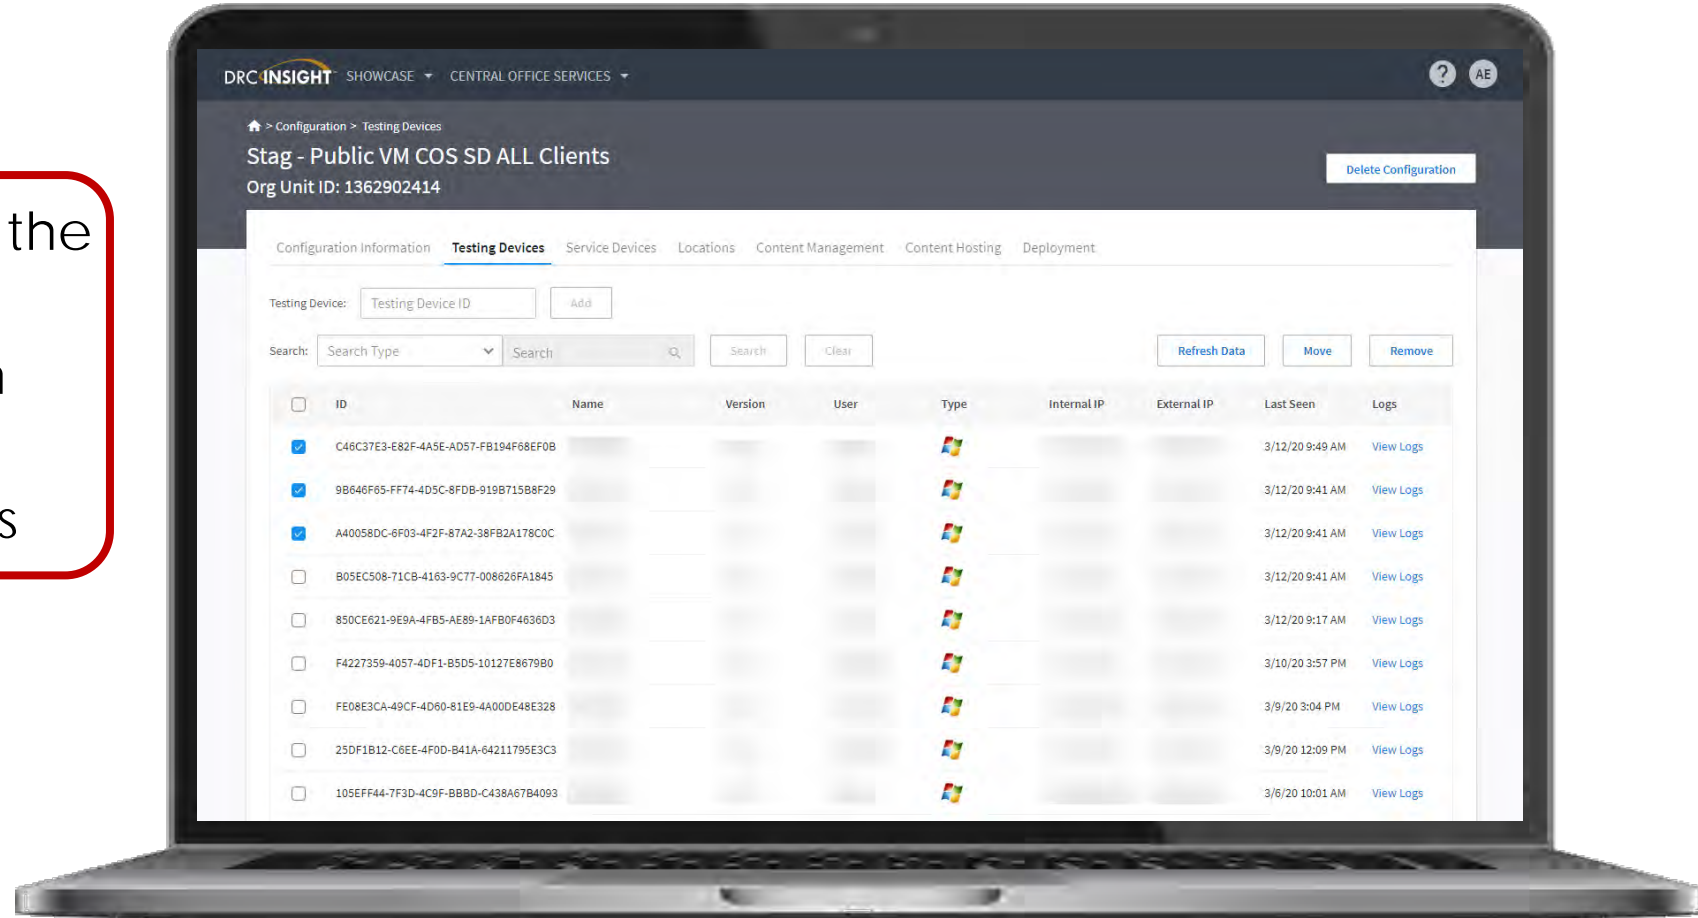 the
s
DRC INSIGHT SHOWCASE CENTRAL OFFICE SERVICES ? AE
> Configuration > Testing Devices
Stag - Public VM COS SD ALL Clients
Delete Configuration
Org Unit ID: 1362902414
Configuration Information Testing Devices Service Devices Locations Content Management Content Hosting Deployment
Testing Device: Testing Device ID Add
Search: Search Type Search Search Clear Refresh Data Move Remove
ID Name Version User Type Internal IP External IP Last Seen Logs
C46C37E3-E82F-4A5E-AD57-FB194F68EF0B 3/12/20 9:49 AM View Logs
9B646F65-FF74-4D5C-8FDB-919B715B8F29 3/12/20 9:41 AM View Logs
A40058DC-6F03-4F2F-87A2-38FB2A178C0C 3/12/20 9:41 AM View Logs
B05EC508-71CB-4163-9C77-008626FA1845 3/12/20 9:41 AM View Logs
850CE621-9E9A-4FB5-AE89-1AFB0F4636D3 3/12/20 9:17 AM View Logs
F4227359-4057-4DF1-B5D5-10127E8679B0 3/10/20 3:57 PM View Logs
FE08E3CA-49CF-4D60-81E9-4A00DE48E328 3/9/20 3:04 PM View Logs
25DF1B12-C6EE-4F0D-B41A-64211795E3C3 3/9/20 12:09 PM View Logs
105EFF44-7F3D-4C9F-BBBD-C438A67B4093 3/6/20 10:01 AM View Logs